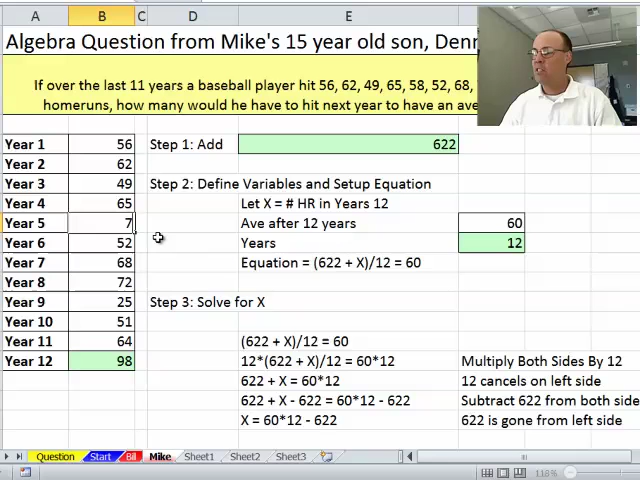 A B C D E
Algebra Question from Mike's 15 year old son, Denn
If over the last 11 years a baseball player hit 56, 62, 49, 65, 58, 52, 68,
homeruns, how many would he have to hit next year to have an ave
Year 1 56 Step 1: Add 622
Year 2 62
Year 3 49 Step 2: Define Variables and Setup Equation
Year 4 65 Let X = # HR in Years 12
Year 5 7 Ave after 12 years 60
Year 6 52 Years 12
Year 7 68 Equation = (622 + X)/12 = 60
Year 8 72
Year 9 25 Step 3: Solve for X
Year 10 51
Year 11 64 (622 + X)/12 = 60
Year 12 98 12*(622 + X)/12 = 60*12 Multiply Both Sides By 12
622 + X = 60*12 12 cancels on left side
622 + X - 622 = 60*12 - 622 Subtract 622 from both side
X = 60*12 - 622 622 is gone from left side
Question Start Bill Mike Sheet1 Sheet2 Sheet3
118%